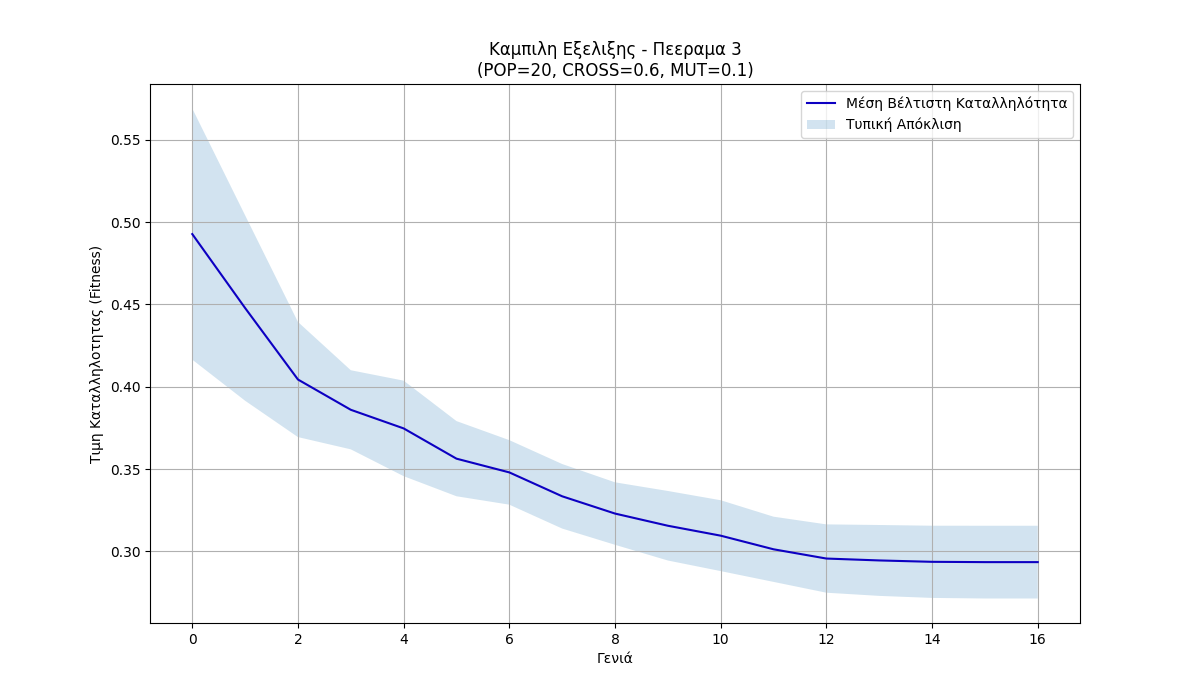 Καμπιλη Εξελιξης - Πεεραμα 3
(POP=20, CROSS=0.6, MUT=0.1)
Μέση Βέλτιστη Καταλληλότητα
Τυπική Απόκλιση
Τιμη Καταλληλοτητας (Fitness)
0.55
0.50
0.45
0.40
0.35
0.30
0 2 4 6 8 10 12 14 16
Γενιά